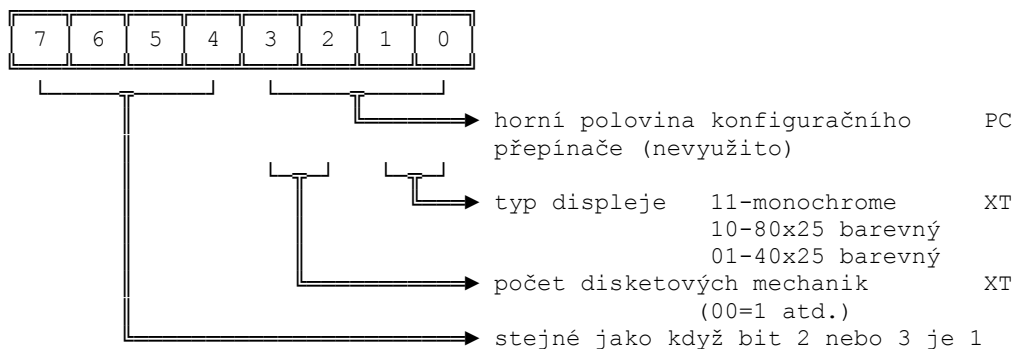 7 6 5 4 3 2 1 0
horní polovina konfiguračního PC
přepínače (nevyužito)
typ displeje 11-monochrome XT
10-80x25 barevný
01-40x25 barevný
počet disketových mechanik XT
(00=1 atd.)
stejné jako když bit 2 nebo 3 je 1